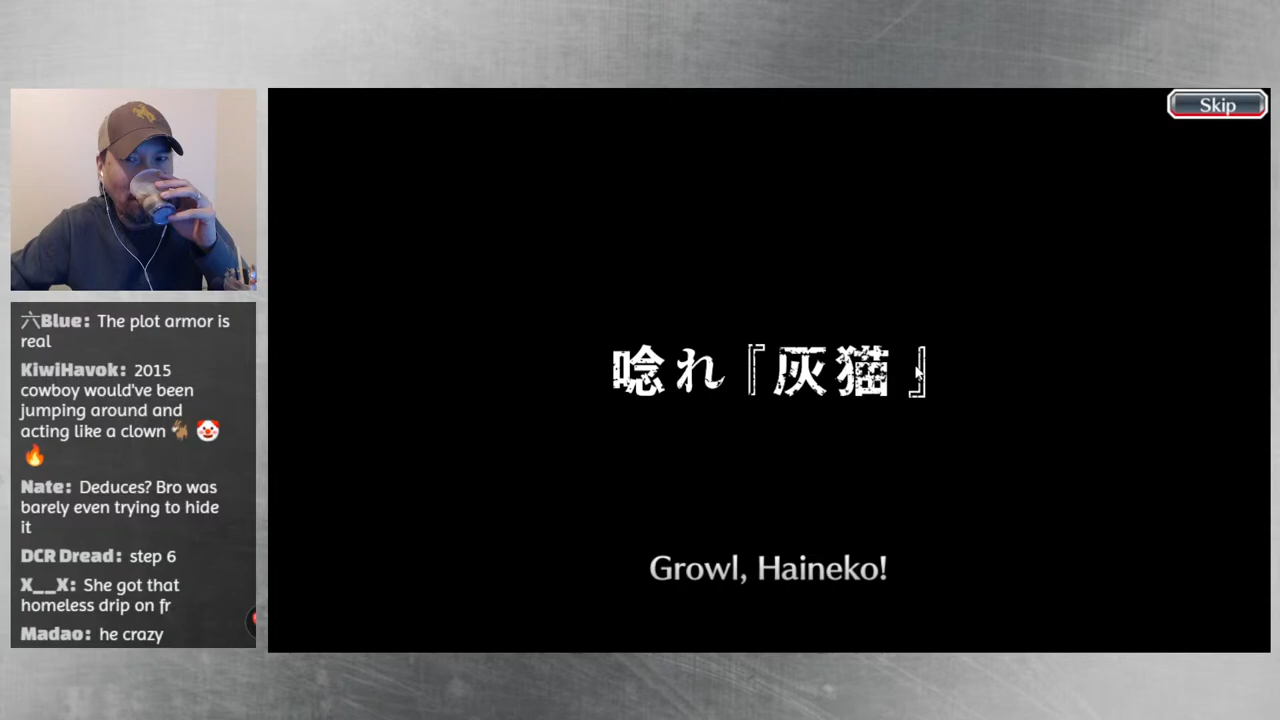 Skip
六Blue: The plot armor is
real
KiwiHavok: 2015
cowboy would've been
jumping around and
acting like a clown 🐐 🤡
🔥
Nate: Deduces? Bro was
barely even trying to hide
it
DCR Dread: step 6
X__X: She got that
homeless drip on fr
Madao: he crazy
唸れ『灰猫』
Growl, Haineko!